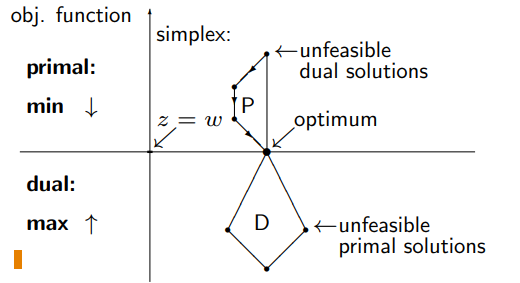 obj. function
simplex:
←unfeasible
dual solutions
primal:
min ↓
P
z = w
optimum
dual:
max ↑
D
←unfeasible
primal solutions